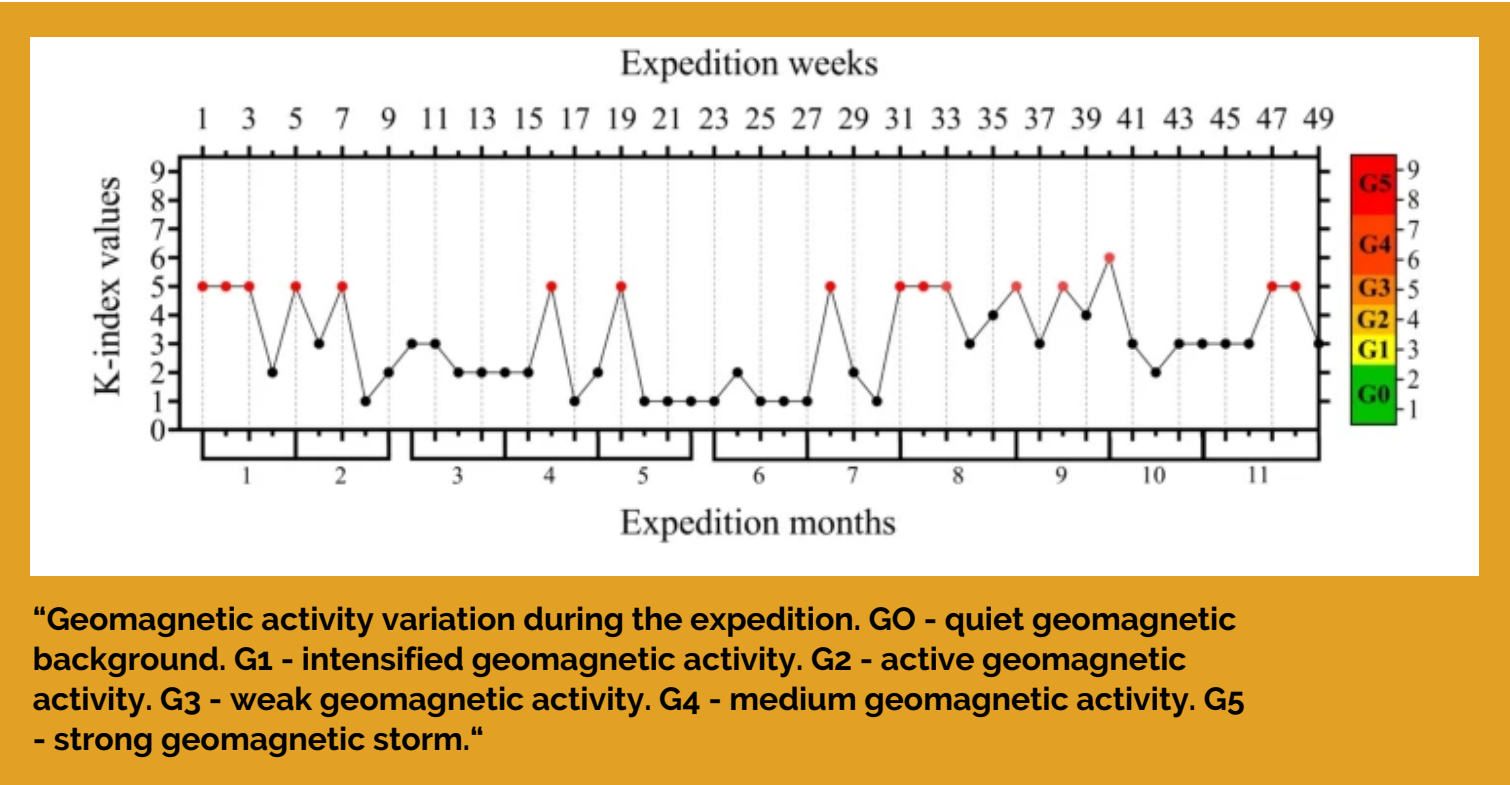 Expedition weeks
1 3 5 7 9 11 13 15 17 19 21 23 25 27 29 31 33 35 37 39 41 43 45 47 49
K-index values
9
8
7
6
5
4
3
2
1
0
G5
G4
G3
G2
G1
G0
9
8
7
6
5
4
3
2
1
1 2 3 4 5 6 7 8 9 10 11
Expedition months
“Geomagnetic activity variation during the expedition. GO - quiet geomagnetic
background. G1 - intensified geomagnetic activity. G2 - active geomagnetic
activity. G3 - weak geomagnetic activity. G4 - medium geomagnetic activity. G5
- strong geomagnetic storm.“